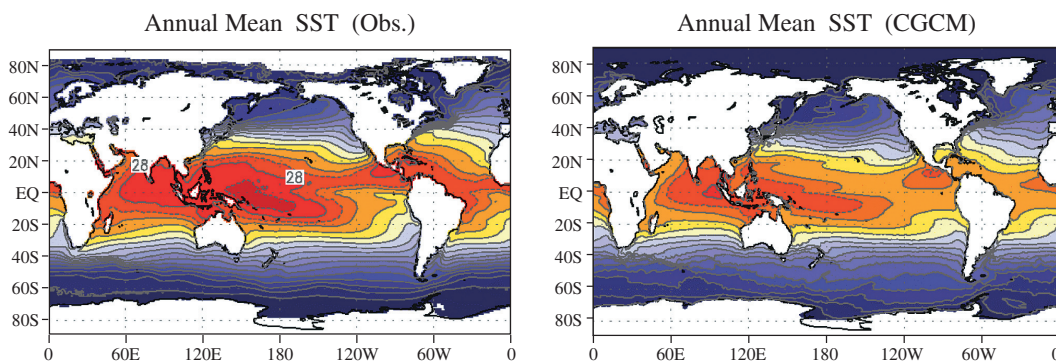 Annual Mean SST (Obs.)
80N
60N
40N
20N
EQ
20S
40S
60S
80S
28
28
0 60E 120E 180 120W 60W 0
Annual Mean SST (CGCM)
80N
60N
40N
20N
EQ
20S
40S
60S
80S
0 60E 120E 180 120W 60W 0